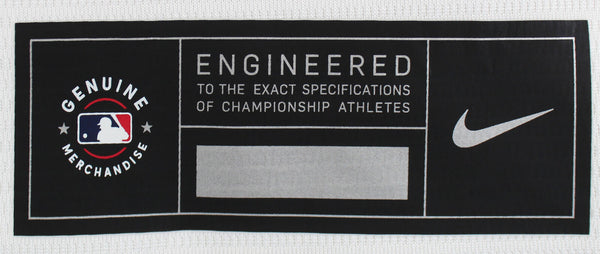 GENUINE
MERCHANDISE
ENGINEERED
TO THE EXACT SPECIFICATIONS
OF CHAMPIONSHIP ATHLETES